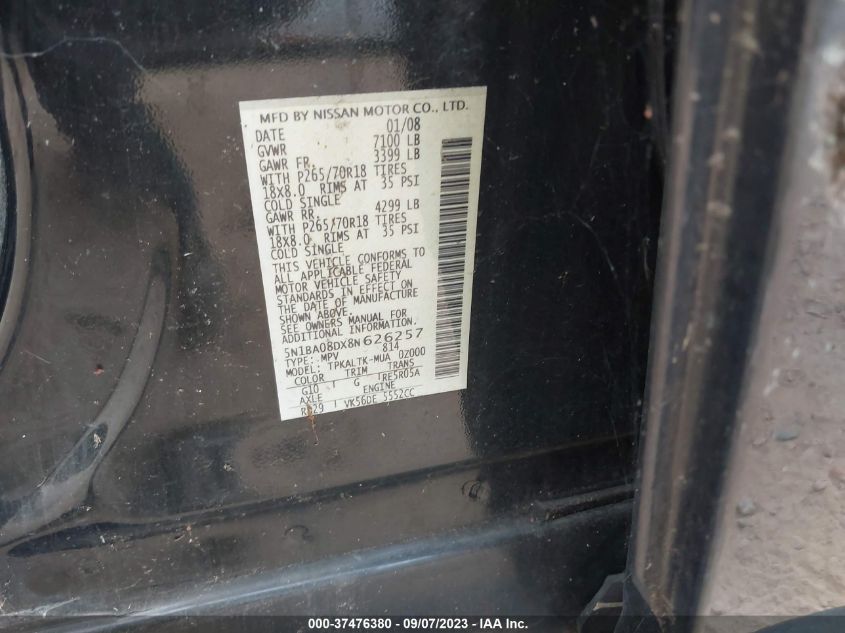 MFD BY NISSAN MOTOR CO., LTD.
DATE 01/08
GVWR 7100 LB
GAWR FR. 3399 LB
WITH P265/70R18 TIRES
18X8.0 RIMS AT 35 PSI
COLD SINGLE
GAWR RR. 4299 LB
WITH P265/70R18 TIRES
18X8.0 RIMS AT 35 PSI
COLD SINGLE
THIS VEHICLE CONFORMS TO
ALL APPLICABLE FEDERAL
MOTOR VEHICLE SAFETY
STANDARDS IN EFFECT ON
THE DATE OF MANUFACTURE
SHOWN ABOVE.
SEE OWNERS MANUAL FOR
ADDITIONAL INFORMATION.
5N1BA08DX8N 626257
TYPE: MPV 814
MODEL: TPKALTK-MUA 0Z000
COLOR TRIM TRANS
G10 G RE5R05A
AXLE ENGINE
VK56DE 5552CC
000-37476380 - 09/07/2023 - IAA Inc.